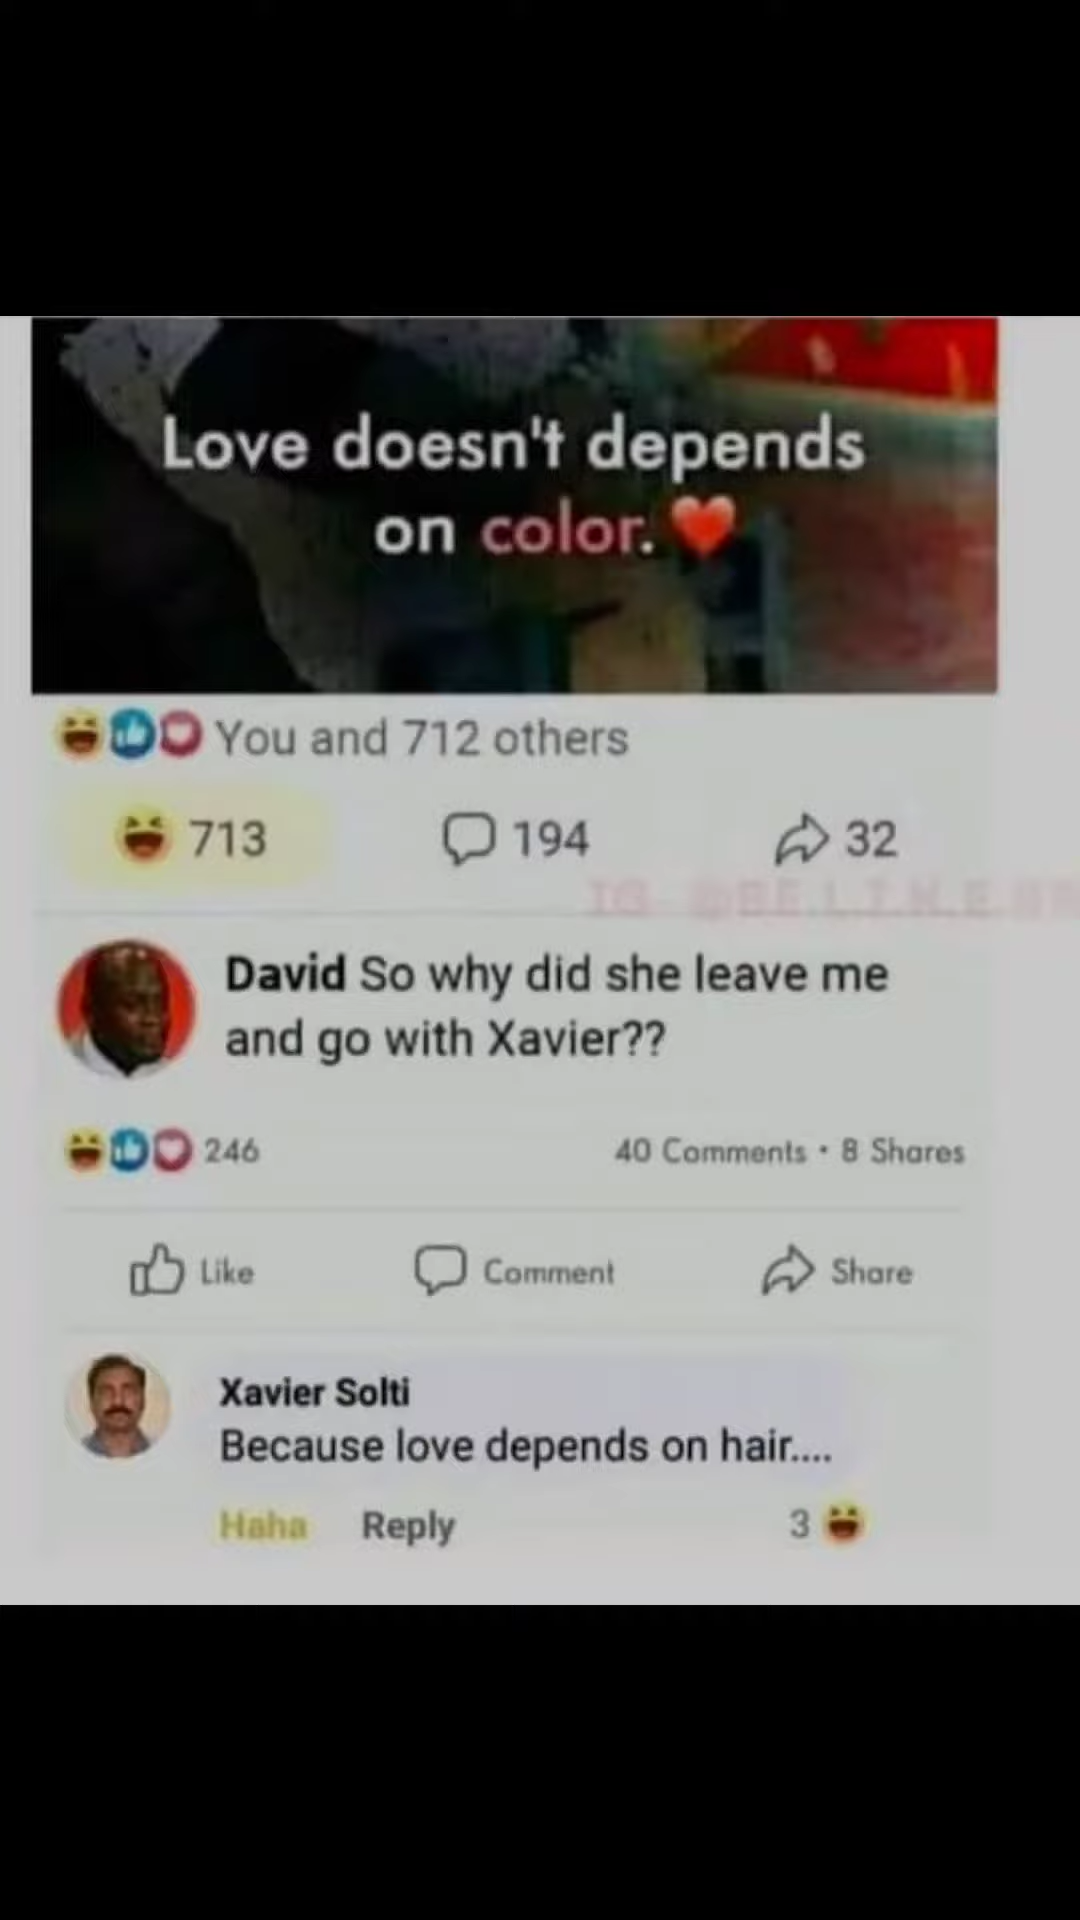 Love doesn't depends
on color.
You and 712 others
713
194
32
David So why did she leave me
and go with Xavier??
246
40 Comments • 8 Shares
Like
Comment
Share
Xavier Solti
Because love depends on hair....
Haha
Reply
3